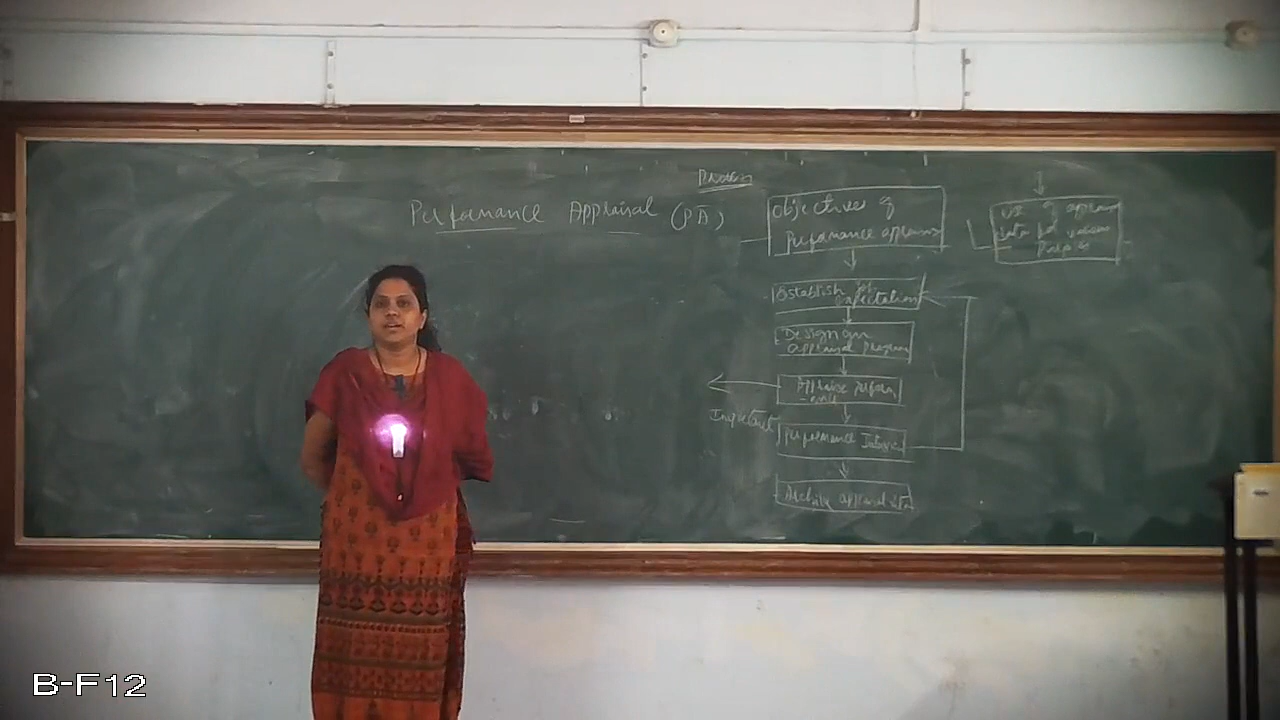 Process
Performance Appraisal (PA)
Objectives of
Performance appraisal
Establish job
expectation
Design an
appraisal program
Appraise perform
-ance
Important
Performance Interview
Archive appraisal data
use of appraisal
data for various
Purposes
B-F12